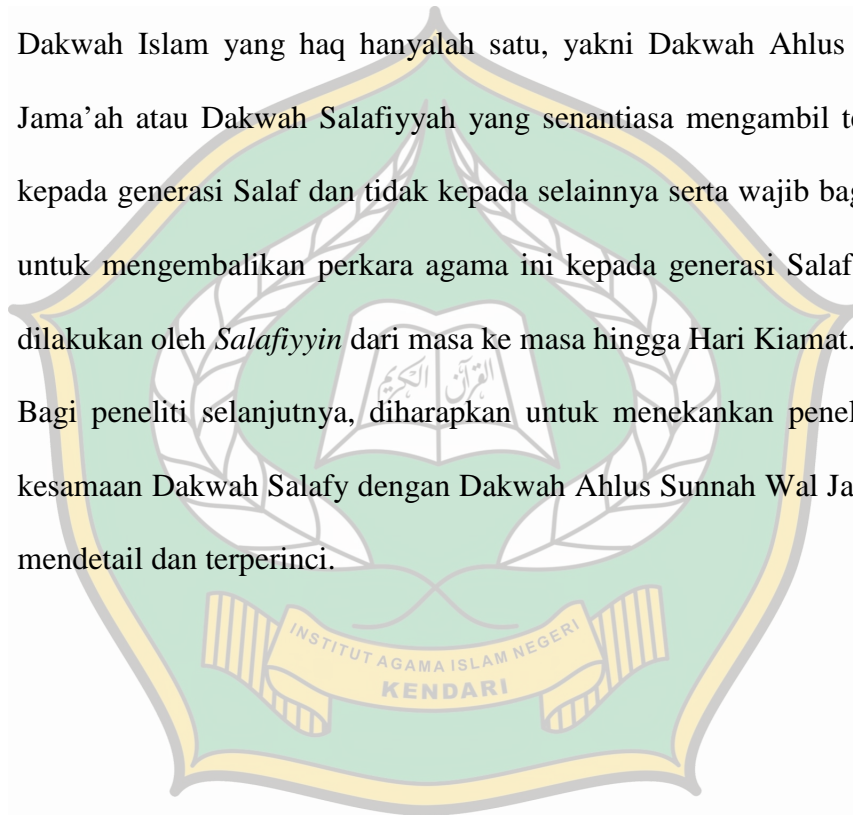 Dakwah Islam yang haq hanyalah satu, yakni Dakwah Ahlus
Jama’ah atau Dakwah Salafiyyah yang senantiasa mengambil
kepada generasi Salaf dan tidak kepada selainnya serta wajib
untuk mengembalikan perkara agama ini kepada generasi Salaf
dilakukan oleh Salafiyyin dari masa ke masa hingga Hari Kiamat.
القرآن الكريم
Bagi peneliti selanjutnya, diharapkan untuk menekankan
kesamaan Dakwah Salafy dengan Dakwah Ahlus Sunnah Wal
mendetail dan terperinci.
INSTITUT AGAMA ISLAM NEGERI
KENDARI